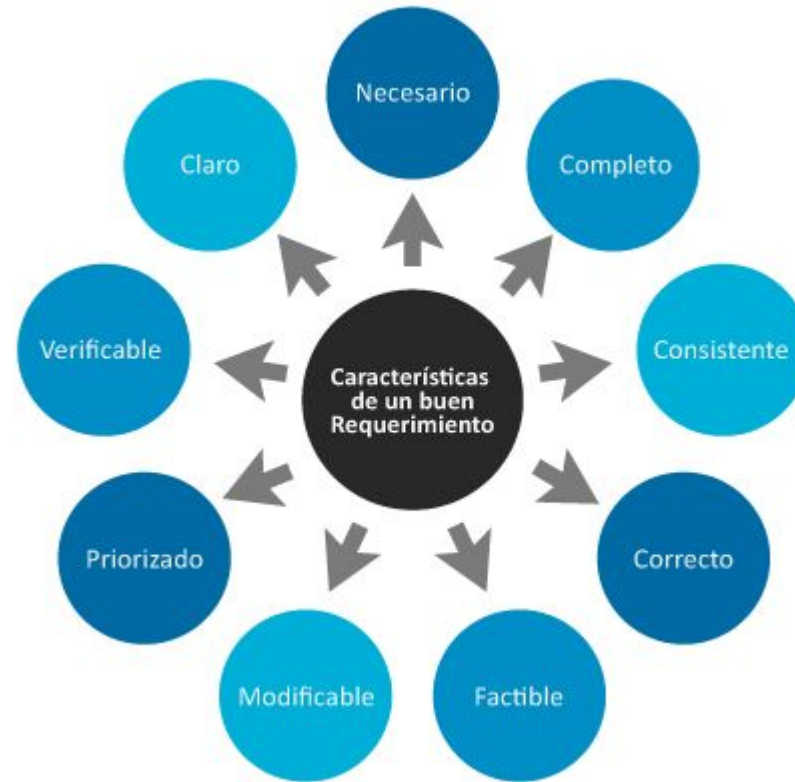 Características
de un buen
Requerimiento
Necesario
Completo
Consistente
Correcto
Factible
Modificable
Priorizado
Verificable
Claro